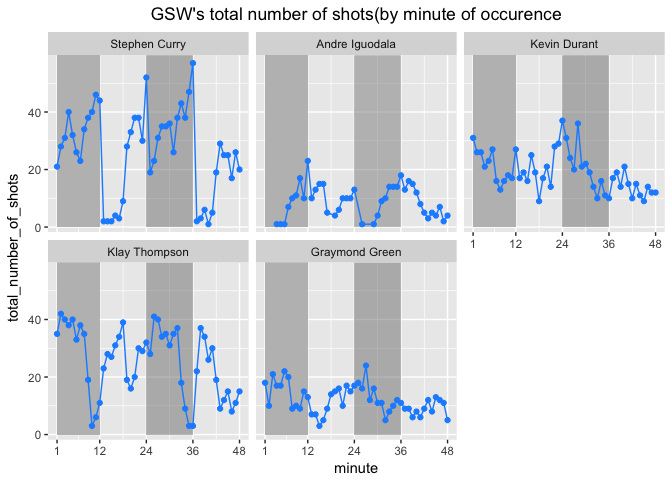 GSW's total number of shots(by minute of occurence
Stephen Curry
Andre Iguodala
Kevin Durant
40
20
0
1 12 24 36 48
Klay Thompson
Graymond Green
40
20
0
1 12 24 36 48
1 12 24 36 48
total_number_of_shots
minute